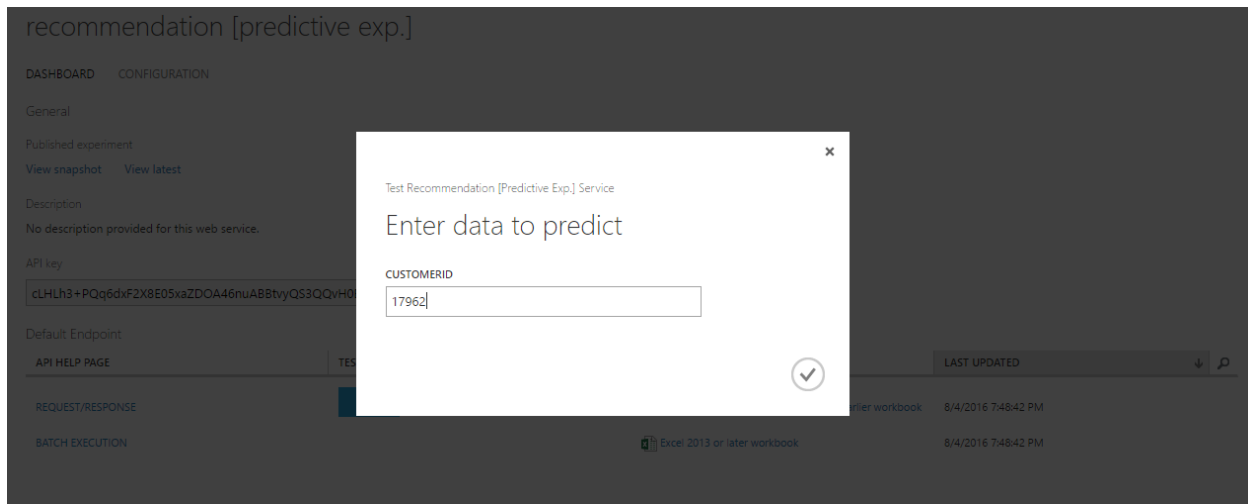 recommendation [predictive exp.]
DASHBOARD CONFIGURATION
General
Published experiment
View snapshot View latest
Description
No description provided for this web service.
API key
Default Endpoint
API HELP PAGE
LAST UPDATED
REQUEST/RESPONSE
workbook 8/4/2016 7:48:42 PM
BATCH EXECUTION Excel 2013 or later workbook 8/4/2016 7:48:42 PM
×
Test Recommendation [Predictive Exp.] Service
Enter data to predict
CUSTOMERID
17962